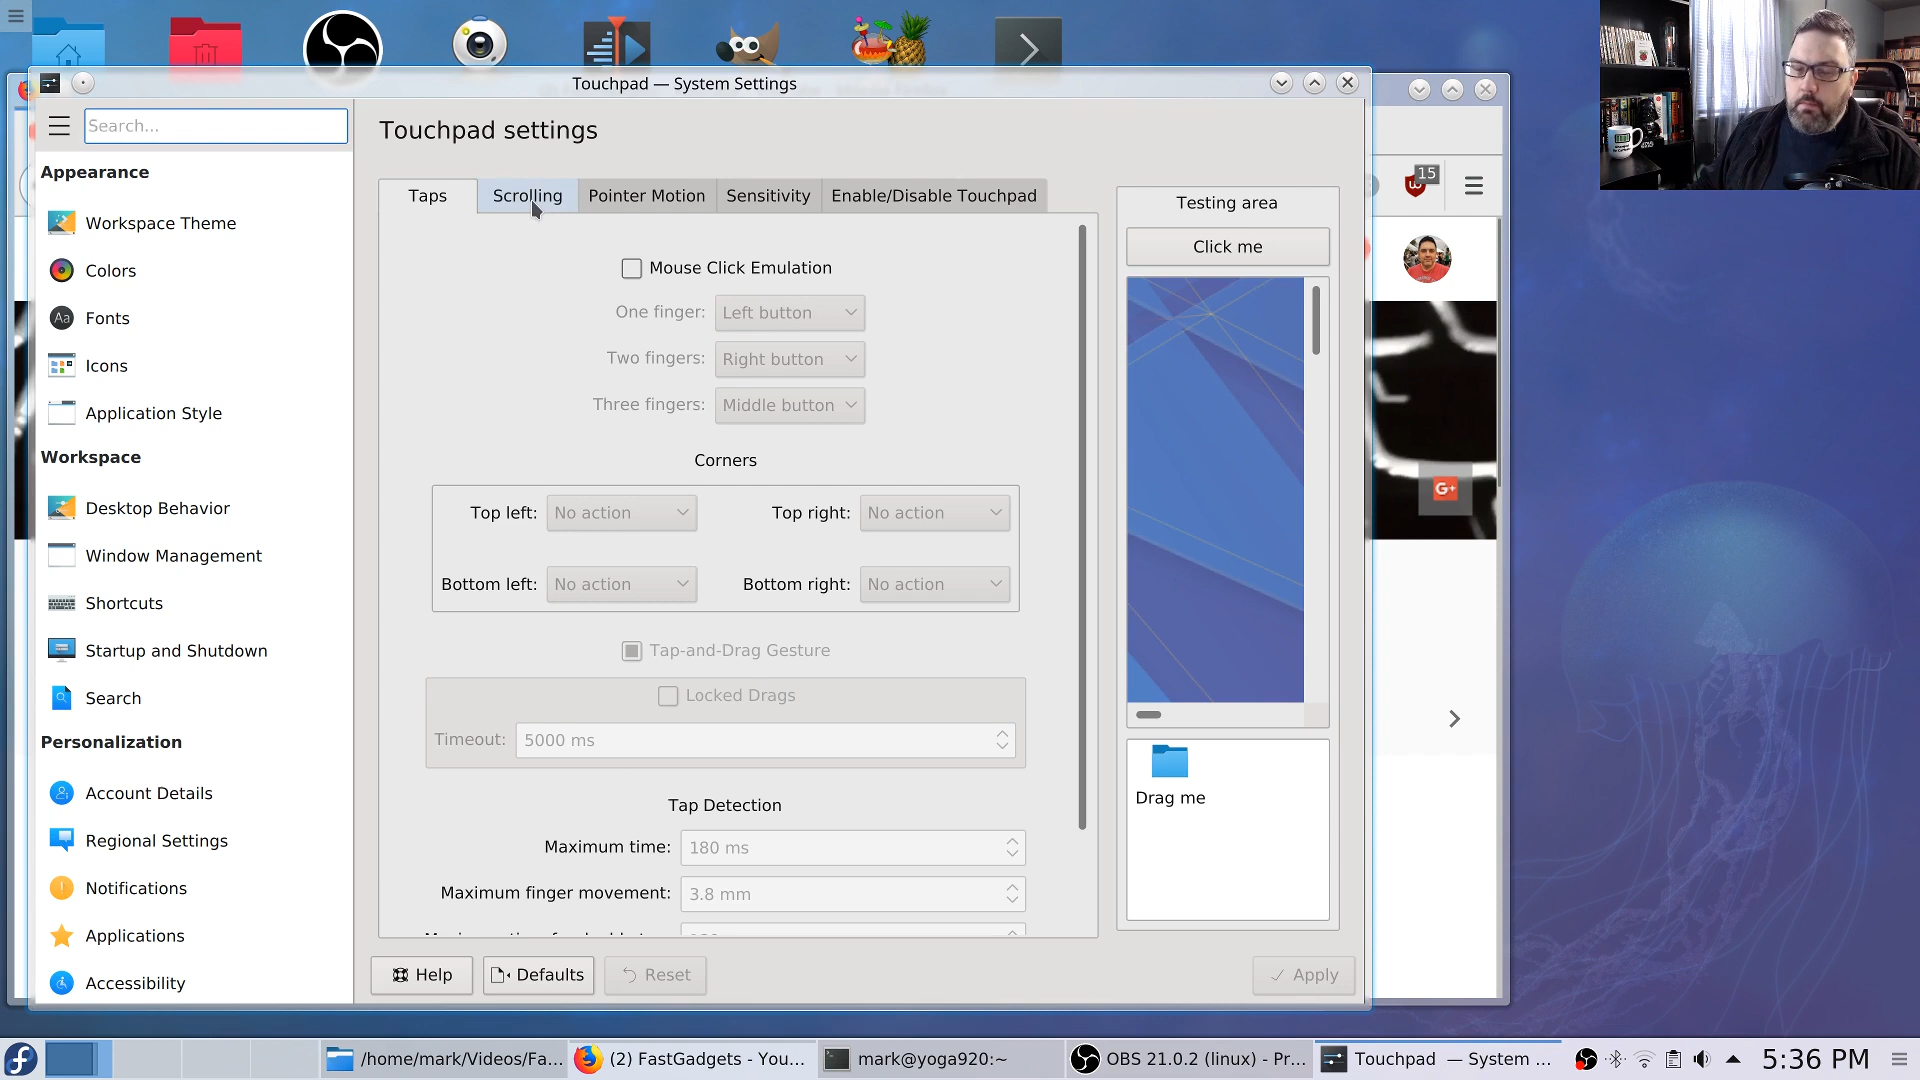 Touchpad — System Settings
Search...
Touchpad settings
Appearance
Workspace Theme
Colors
Fonts
Icons
Application Style
Workspace
Desktop Behavior
Window Management
Shortcuts
Startup and Shutdown
Search
Personalization
Account Details
Regional Settings
Notifications
Applications
Accessibility
Taps
Scrolling
Pointer Motion
Sensitivity
Enable/Disable Touchpad
Mouse Click Emulation
One finger: Left button
Two fingers: Right button
Three fingers: Middle button
Corners
Top left: No action
Top right: No action
Bottom left: No action
Bottom right: No action
Tap-and-Drag Gesture
Locked Drags
Timeout: 5000 ms
Tap Detection
Maximum time: 180 ms
Maximum finger movement: 3.8 mm
Testing area
Click me
Drag me
Help
Defaults
Reset
Apply
15
G+
/home/mark/Videos/Fa...
(2) FastGadgets - You...
mark@yoga920:~
OBS 21.0.2 (linux) - Pr...
Touchpad — System ...
5:36 PM